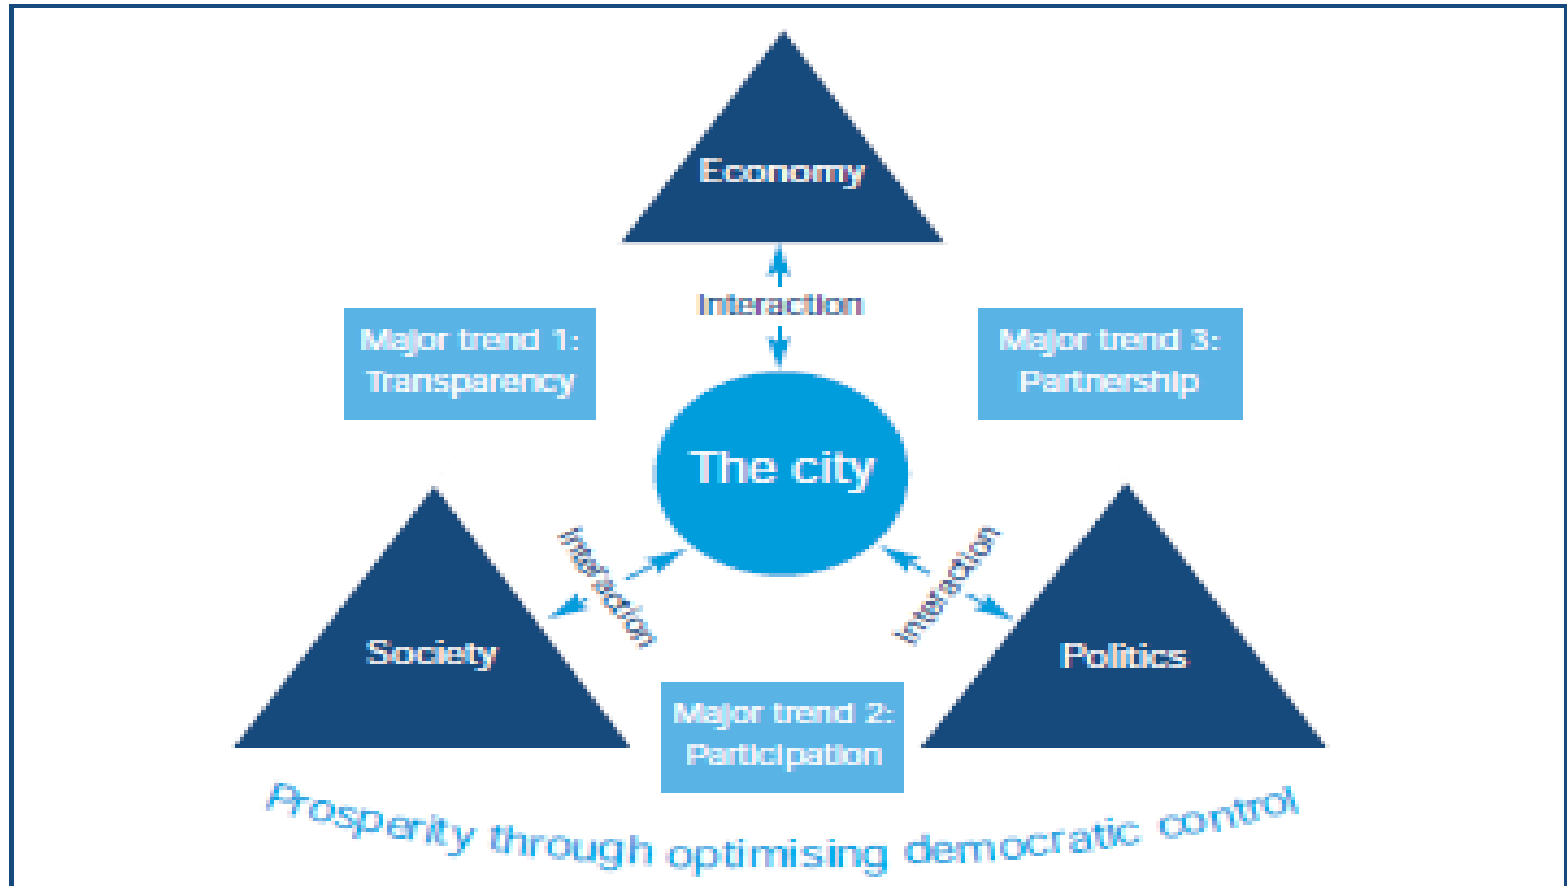 Economy
Interaction
Major trend 1:
Transparency
Major trend 3:
Partnership
The city
Interaction
Interaction
Society
Politics
Major trend 2:
Participation
Prosperity through optimising democratic control